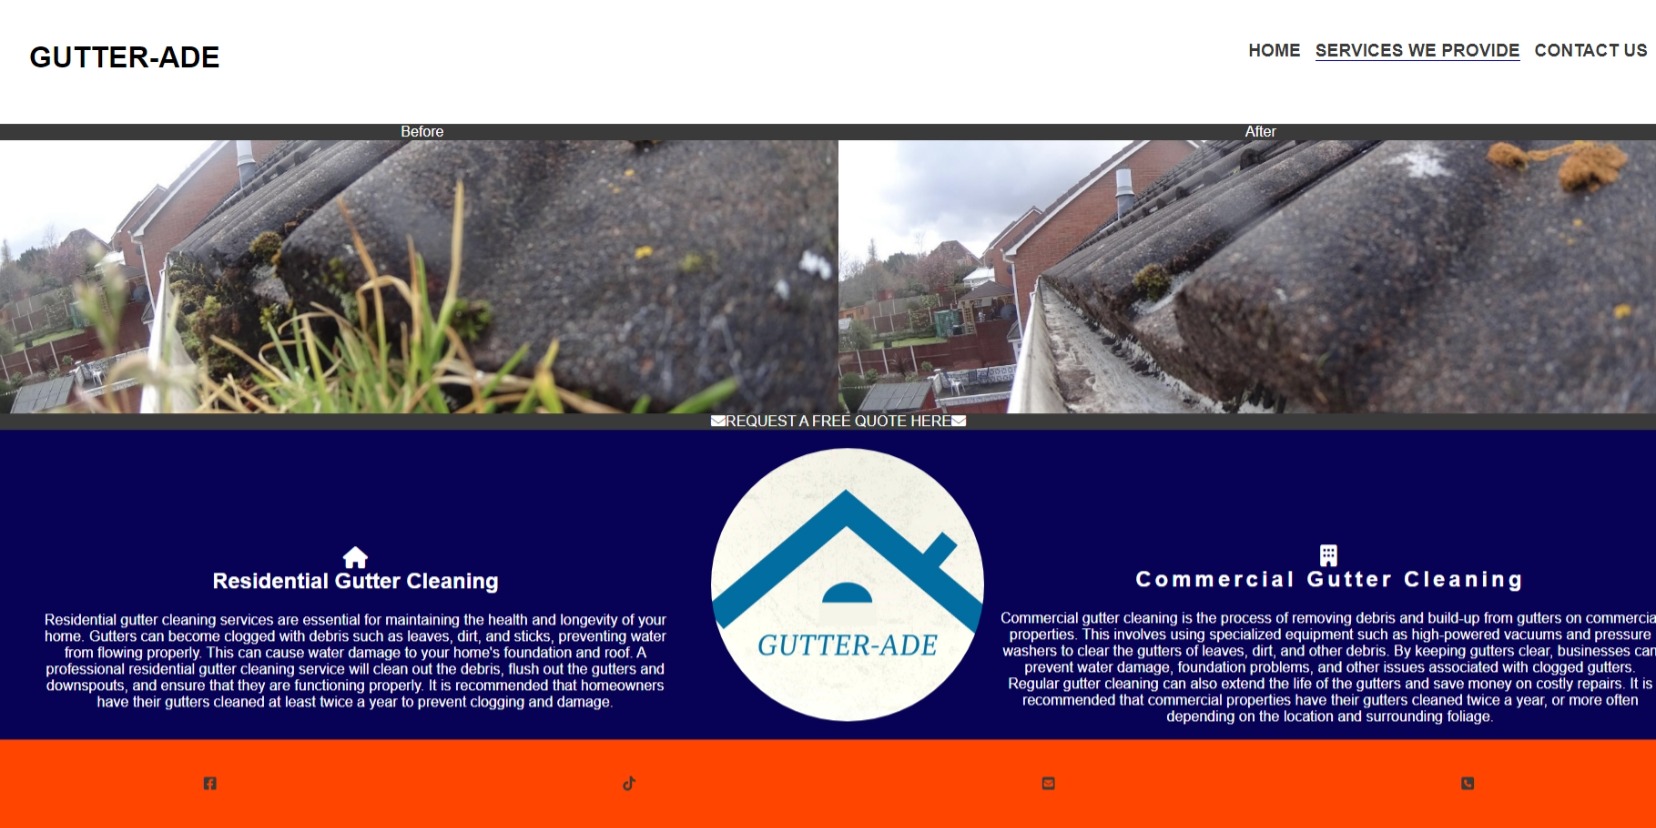 GUTTER-ADE
HOME SERVICES WE PROVIDE CONTACT US
Before
After
REQUEST A FREE QUOTE HERE
Residential Gutter Cleaning
Residential gutter cleaning services are essential for maintaining the health and longevity of your
home. Gutters can become clogged with debris such as leaves, dirt, and sticks, preventing water
from flowing properly. This can cause water damage to your home's foundation and roof. A
professional residential gutter cleaning service will clean out the debris, flush out the gutters and
downspouts, and ensure that they are functioning properly. It is recommended that homeowners
have their gutters cleaned at least twice a year to prevent clogging and damage.
GUTTER-ADE
Commercial Gutter Cleaning
Commercial gutter cleaning is the process of removing debris and build-up from gutters on commercia
properties. This involves using specialized equipment such as high-powered vacuums and pressure
washers to clear the gutters of leaves, dirt, and other debris. By keeping gutters clear, businesses can
prevent water damage, foundation problems, and other issues associated with clogged gutters.
Regular gutter cleaning can also extend the life of the gutters and save money on costly repairs. It is
recommended that commercial properties have their gutters cleaned twice a year, or more often
depending on the location and surrounding foliage.